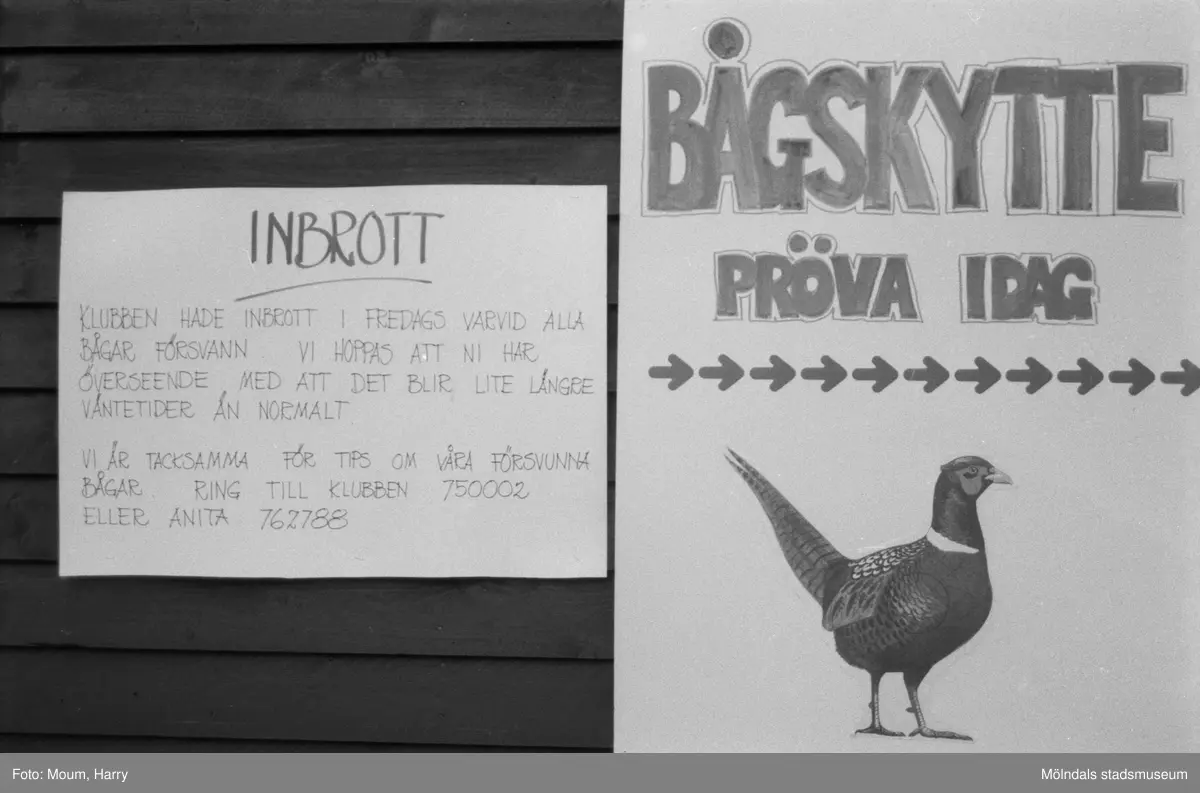 INBROTT
KLUBBEN HADE INBROTT I FREDAGS VARVID ALLA
BÅGAR FÖRSVANN. VI HOPPAS ATT NI HAR
ÖVERSEENDE MED ATT DET BLIR LITE LÄNGRE
VÄNTETIDER ÄN NORMALT
VI ÄR TACKSAMMA FÖR TIPS OM VÅRA FÖRSVUNNA
BÅGAR. RING TILL KLUBBEN 750002
ELLER ANITA 762788
BÅGSKYTTE
PRÖVA IDAG
Foto: Moum, Harry
Mölndals stadsmuseum